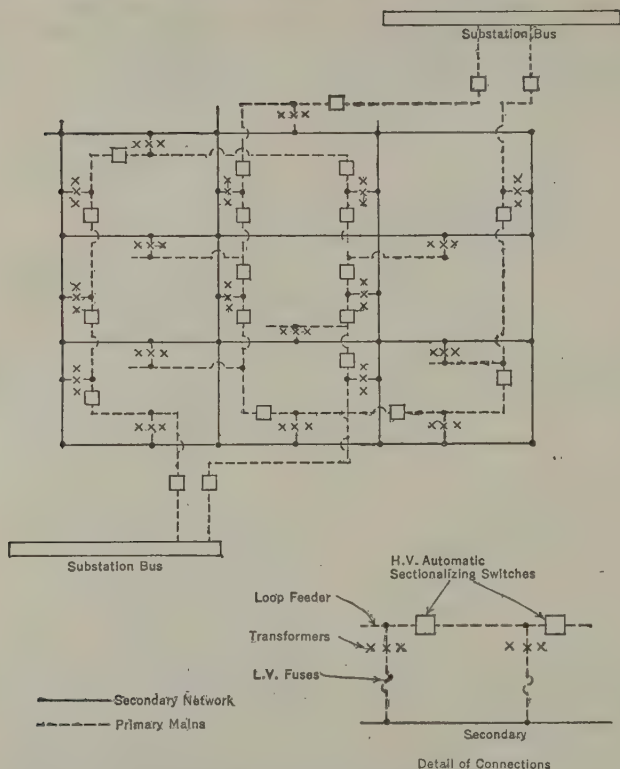 Substation Bus
Substation Bus
H.V. Automatic
Sectionalizing Switches
Loop Feeder
Transformers
L.V. Fuses
Secondary Network
Primary Mains
Secondary
Detail of Connections